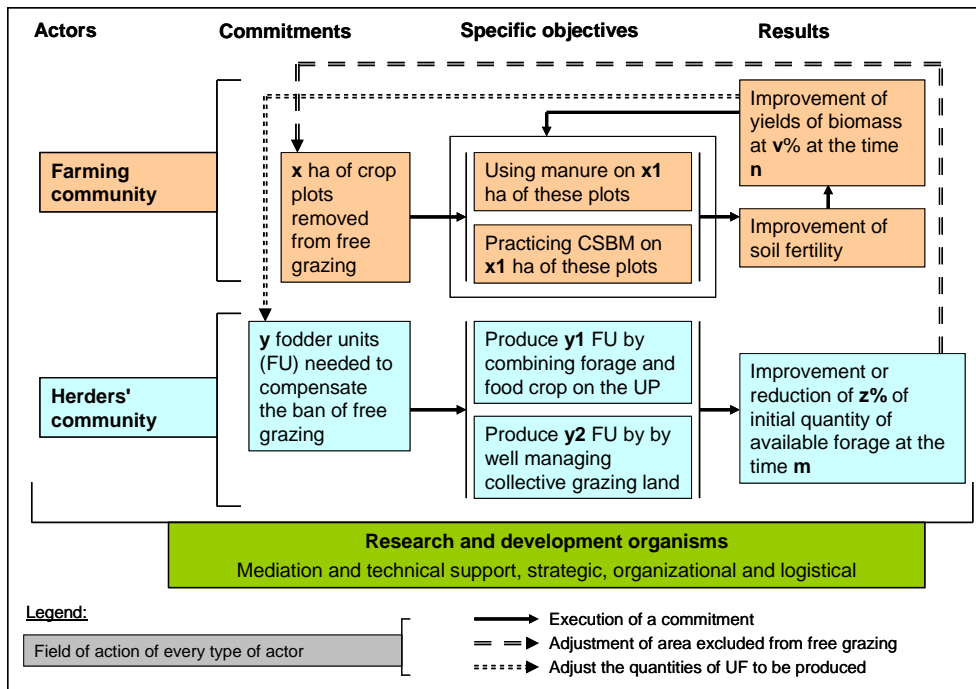 Actors
Commitments
Specific objectives
Results
Farming
community
x ha of crop
plots
removed
from free
grazing
Using manure on x1
ha of these plots
Practicing CSBM on
x1 ha of these plots
Improvement of
yields of biomass
at v% at the time
n
Improvement of
soil fertility
Herders'
community
y fodder units
(FU) needed to
compensate
the ban of free
grazing
Produce y1 FU by
combining forage and
food crop on the UP
Produce y2 FU by by
well managing
collective grazing land
Improvement or
reduction of z% of
initial quantity of
available forage at the
time m
Research and development organisms
Mediation and technical support, strategic, organizational and logistical
Legend:
Field of action of every type of actor
Execution of a commitment
Adjustment of area excluded from free grazing
Adjust the quantities of UF to be produced